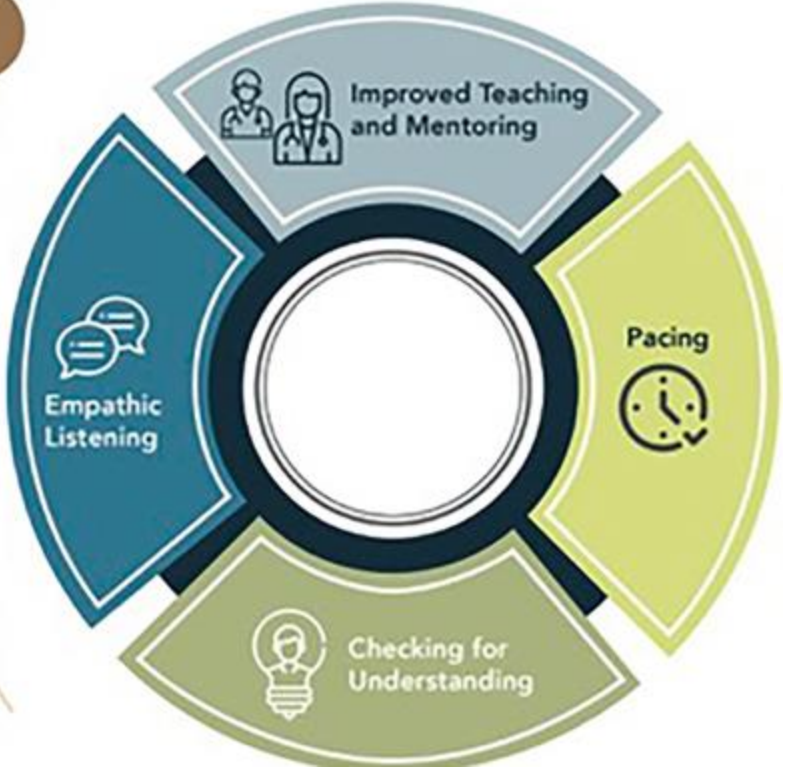 Improved Teaching
and Mentoring
Pacing
Empathic
Listening
Checking for
Understanding